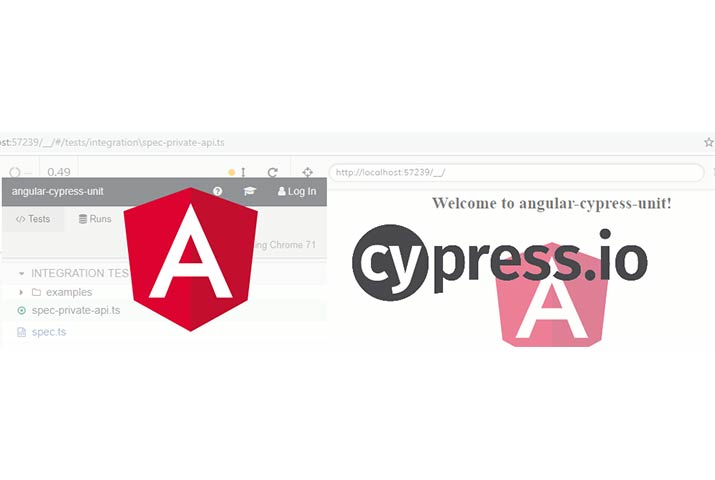 ost:57239/__/#/tests/integration\spec-private-api.ts
0.49
http://localhost:57239/__/
angular-cypress-unit
Log In
Welcome to angular-cypress-unit!
</> Tests
Runs
ng Chrome 71
cypress.io
INTEGRATION TES
A
A
examples
spec-private-api.ts
spec.ts